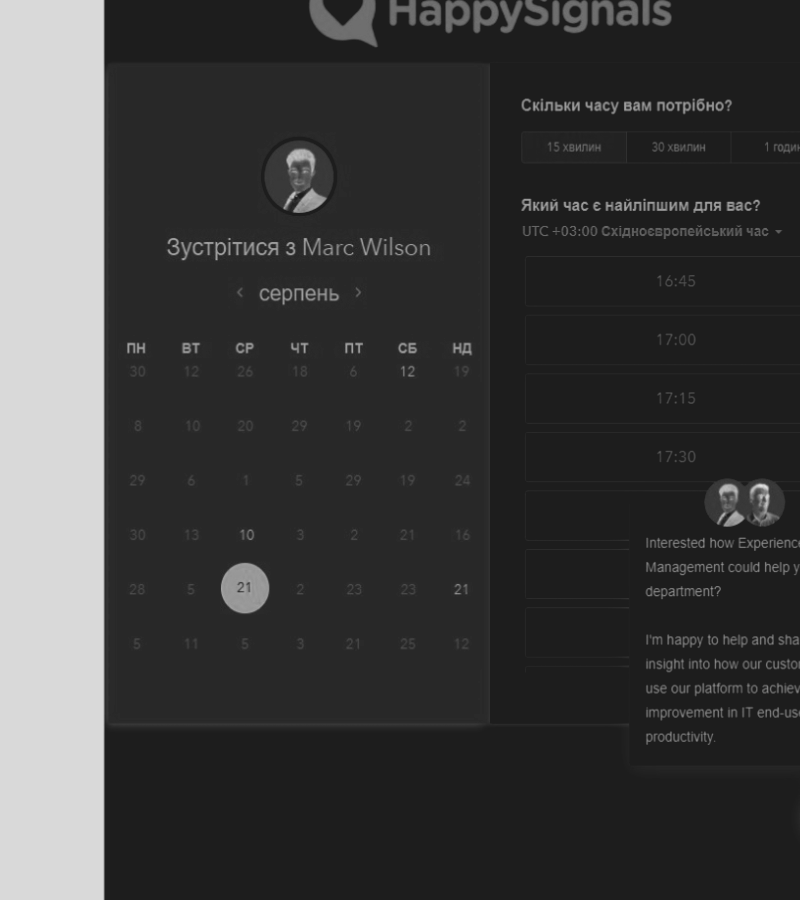 HappySignals
Зустрітися з Marc Wilson
серпень
ПН ВТ СР ЧТ ПТ СБ НД
30 12 26 18 6 12 19
8 10 20 29 19 2 2
29 6 1 5 29 19 24
30 13 10 3 2 21 16
28 5 21 2 23 23 21
5 11 5 3 21 25 12
Скільки часу вам потрібно?
15 хвилин 30 хвилин 1 годин
Який час є найліпшим для вас?
UTC +03:00 Східноєвропейський час
16:45
17:00
17:15
17:30
Interested how Experience
Management could help y
department?
I'm happy to help and sha
insight into how our custo
use our platform to achiev
improvement in IT end-use
productivity.